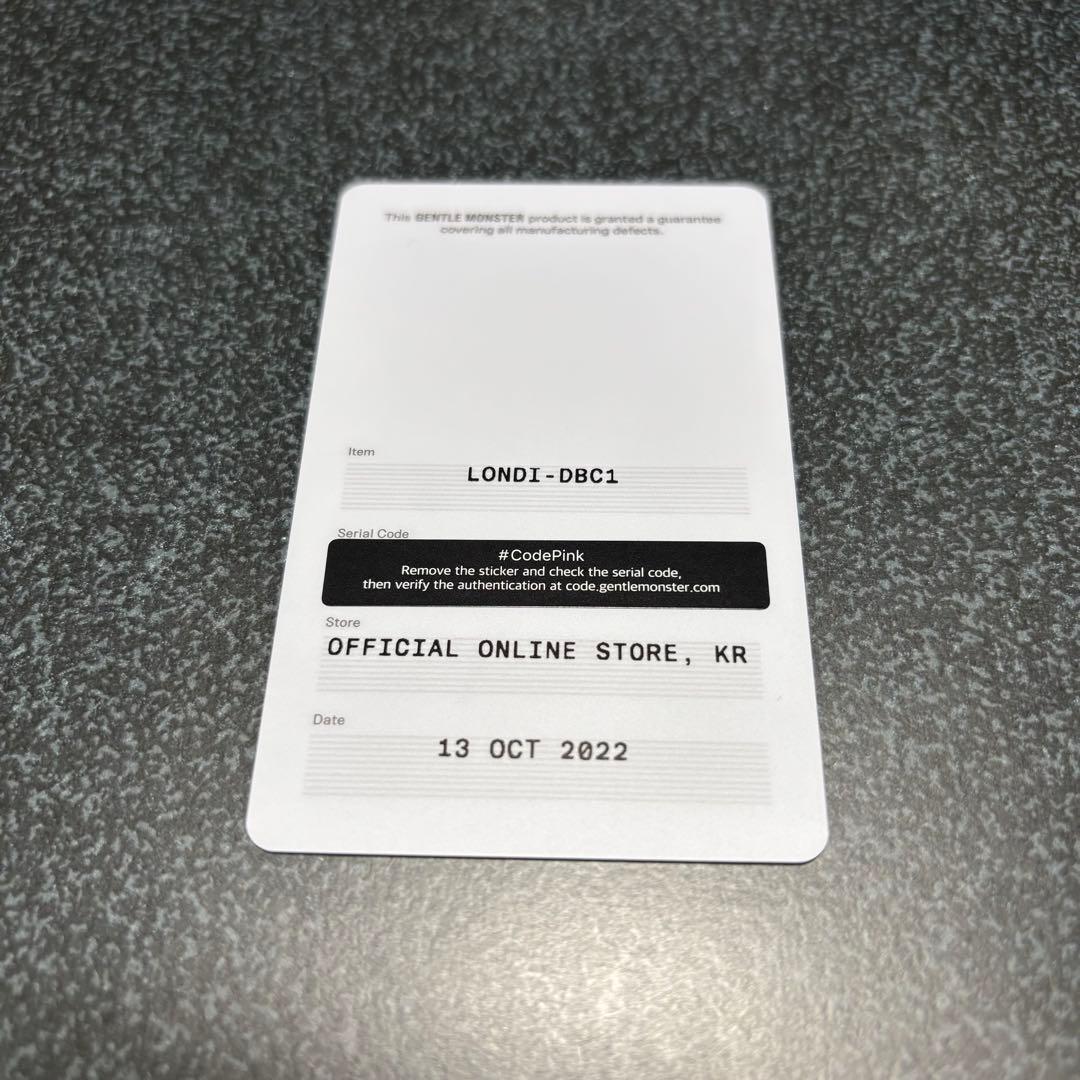 This GENTLE MONSTER product is granted a guarantee
covering all manufacturing defects.
Item
LONDI-DBC1
Serial Code
#CodePink
Remove the sticker and check the serial code,
then verify the authentication at code.gentlemonster.com
Store
OFFICIAL ONLINE STORE, KR
Date
13 OCT 2022